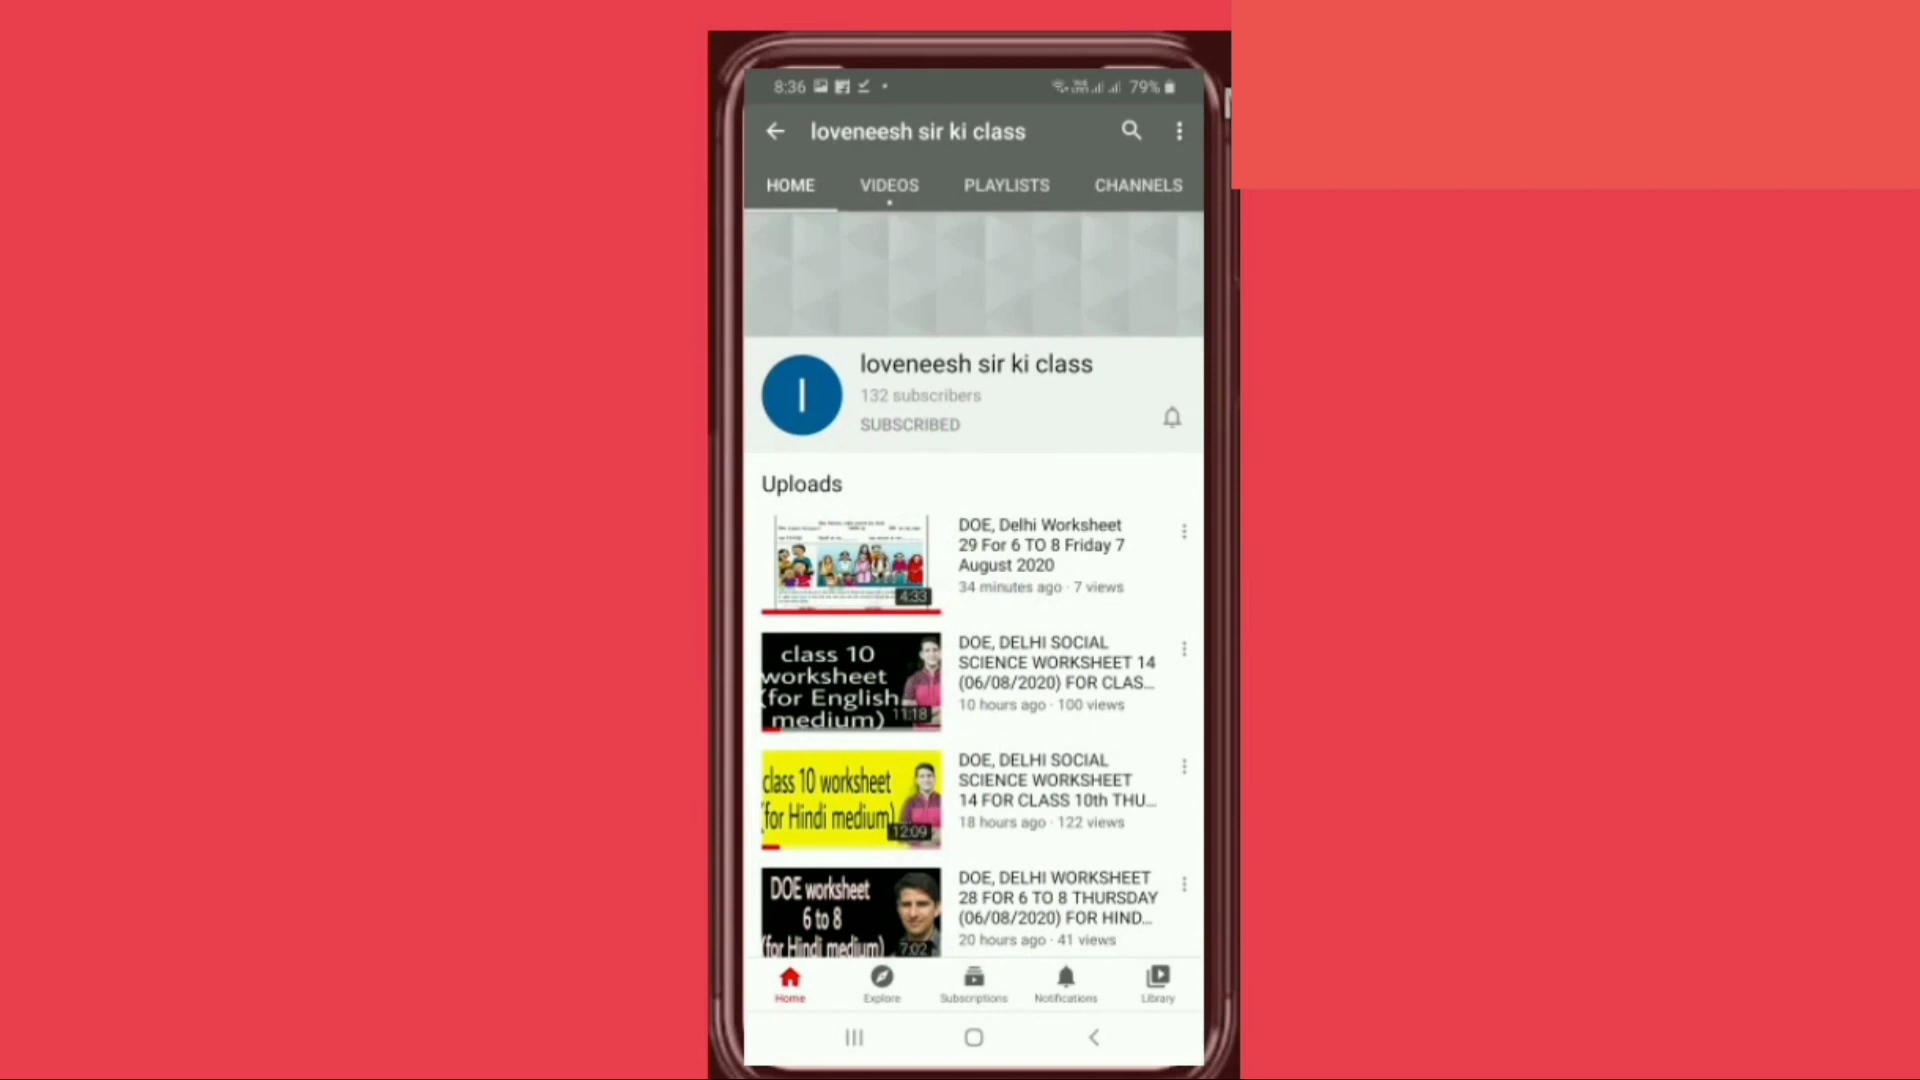 8:36
79%
loveneesh sir ki class
HOME
VIDEOS
PLAYLISTS
CHANNELS
loveneesh sir ki class
132 subscribers
SUBSCRIBED
Uploads
4:33
DOE, Delhi Worksheet
29 For 6 TO 8 Friday 7
August 2020
34 minutes ago · 7 views
class 10
worksheet
(for English
medium)
11:18
DOE, DELHI SOCIAL
SCIENCE WORKSHEET 14
(06/08/2020) FOR CLAS...
10 hours ago · 100 views
class 10 worksheet
(for Hindi medium)
12:09
DOE, DELHI SOCIAL
SCIENCE WORKSHEET
14 FOR CLASS 10th THU...
18 hours ago · 122 views
DOE worksheet
6 to 8
(for Hindi medium)
7:02
DOE, DELHI WORKSHEET
28 FOR 6 TO 8 THURSDAY
(06/08/2020) FOR HIND...
20 hours ago · 41 views
Home
Explore
Subscriptions
Notifications
Library